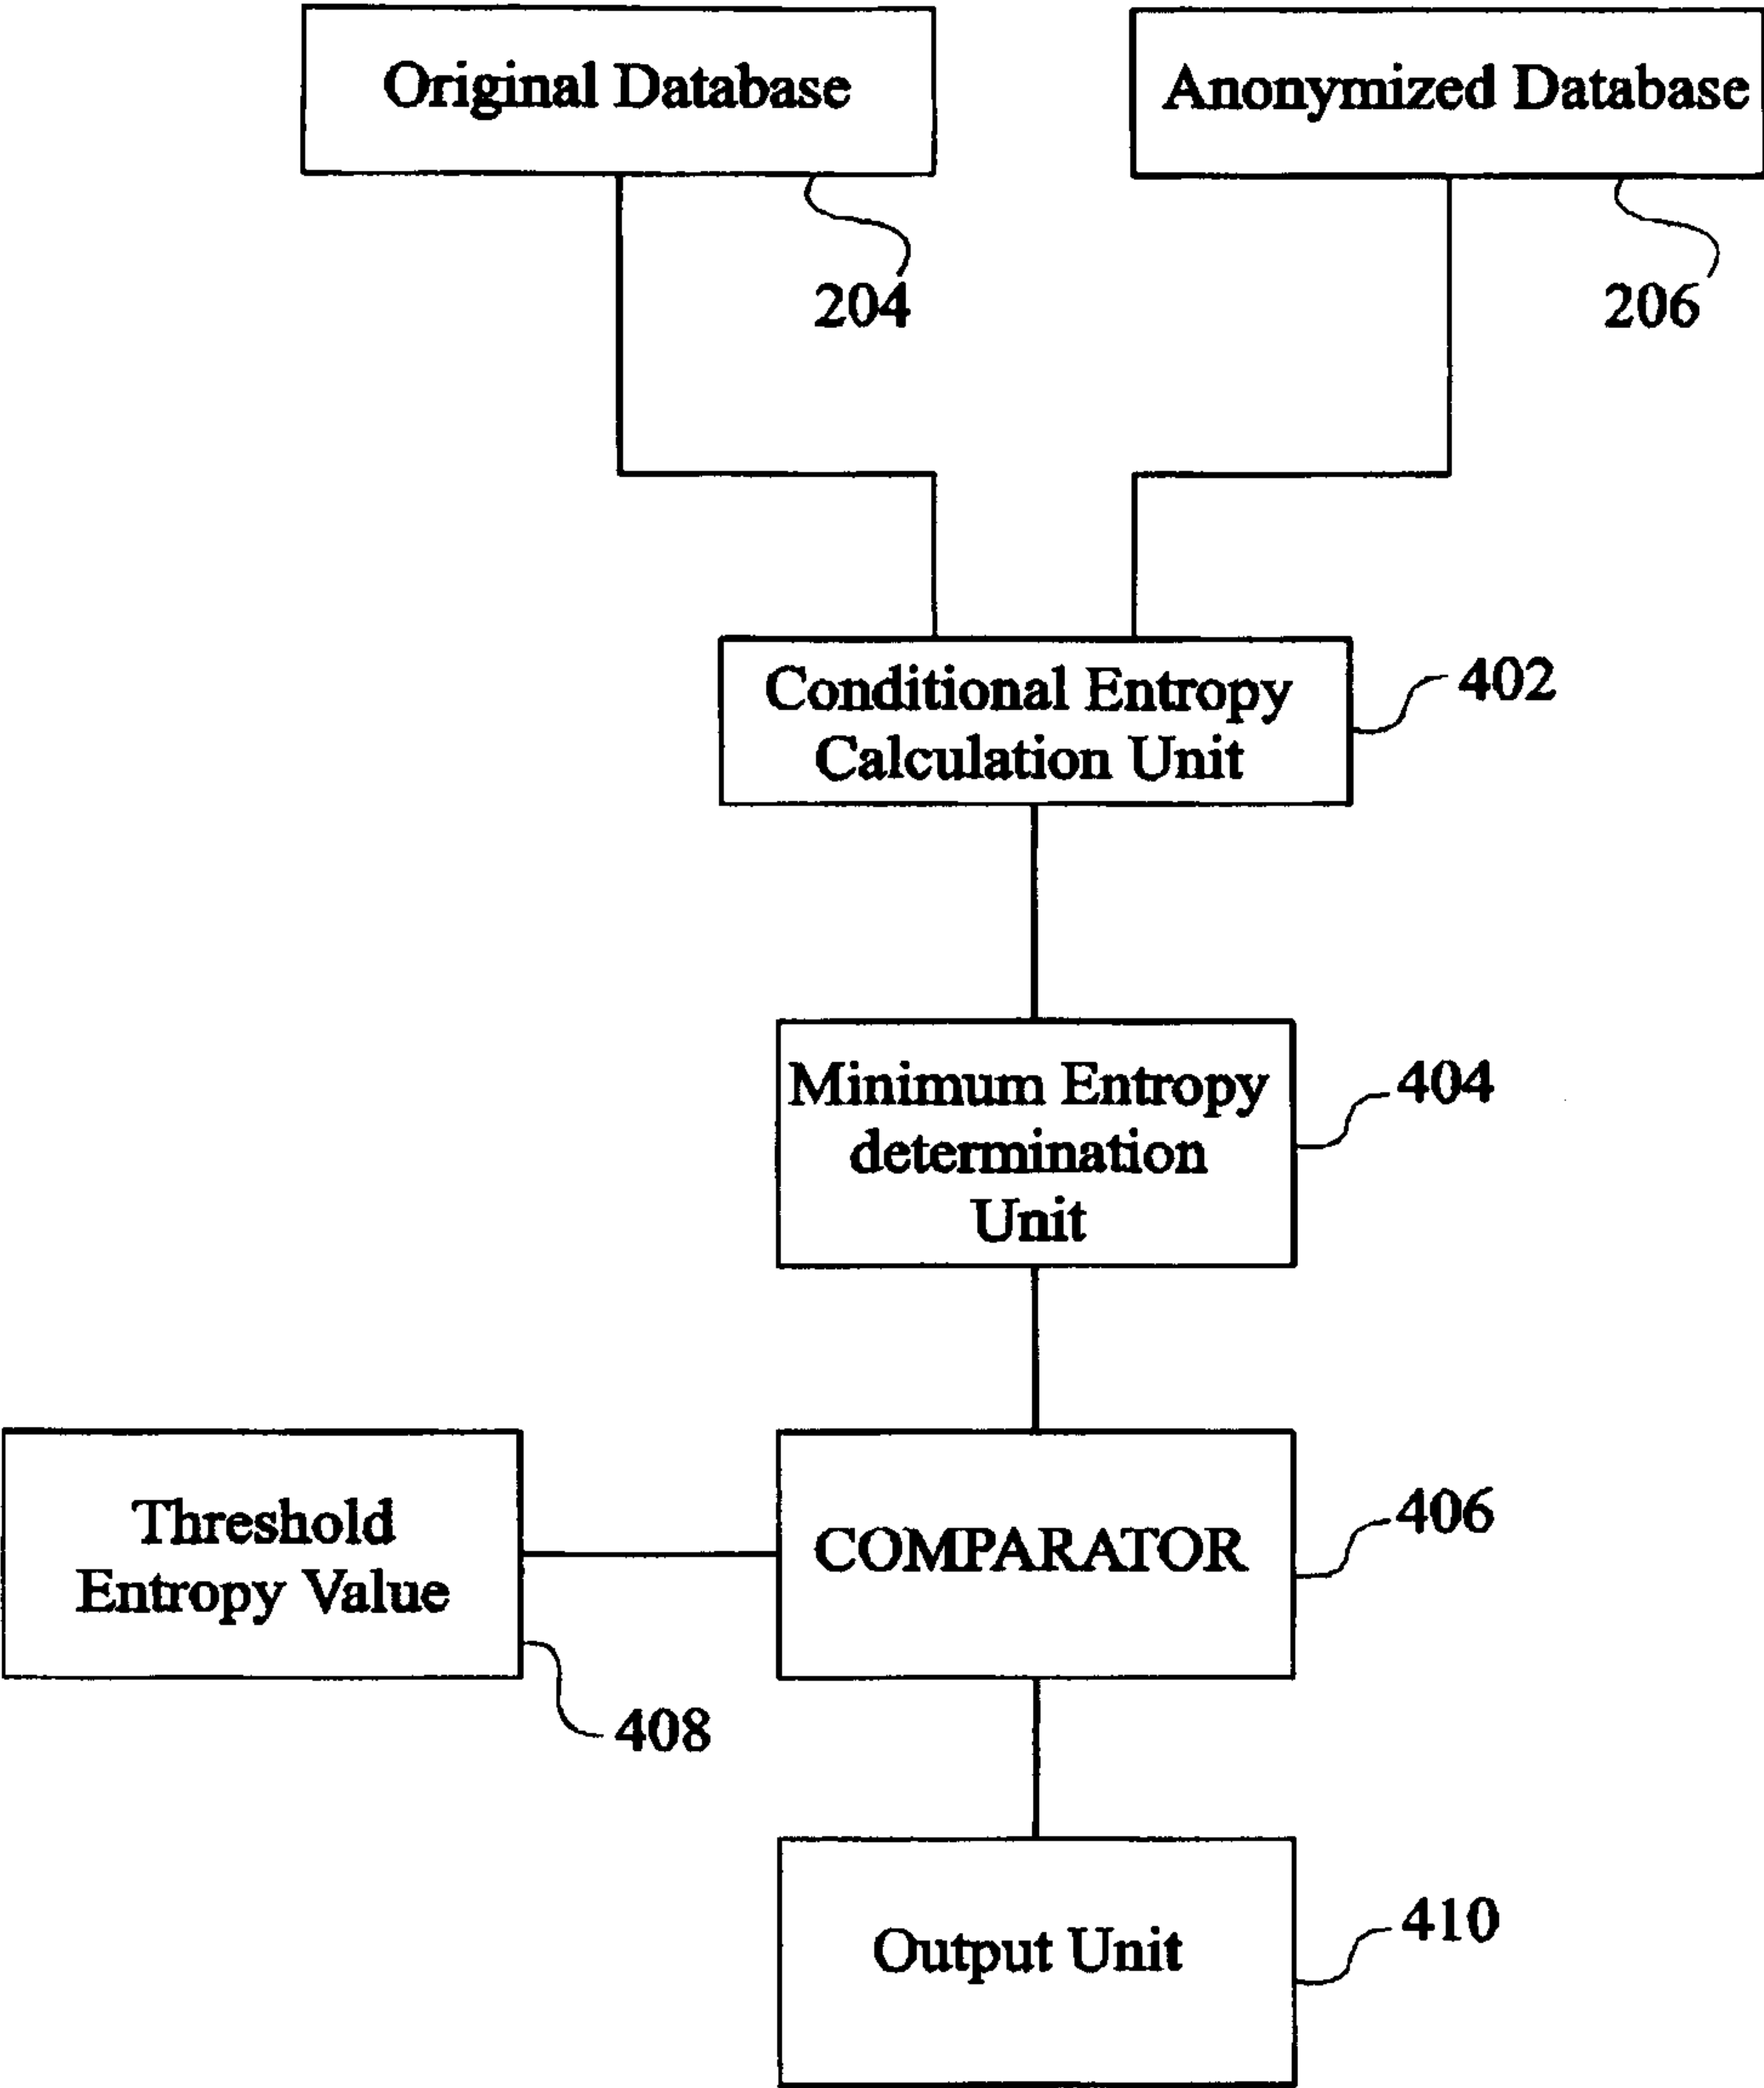 Original Database
Anonymized Database
204
206
Conditional Entropy
Calculation Unit
402
Minimum Entropy
determination
Unit
404
Threshold
Entropy Value
COMPARATOR
406
408
Output Unit
410